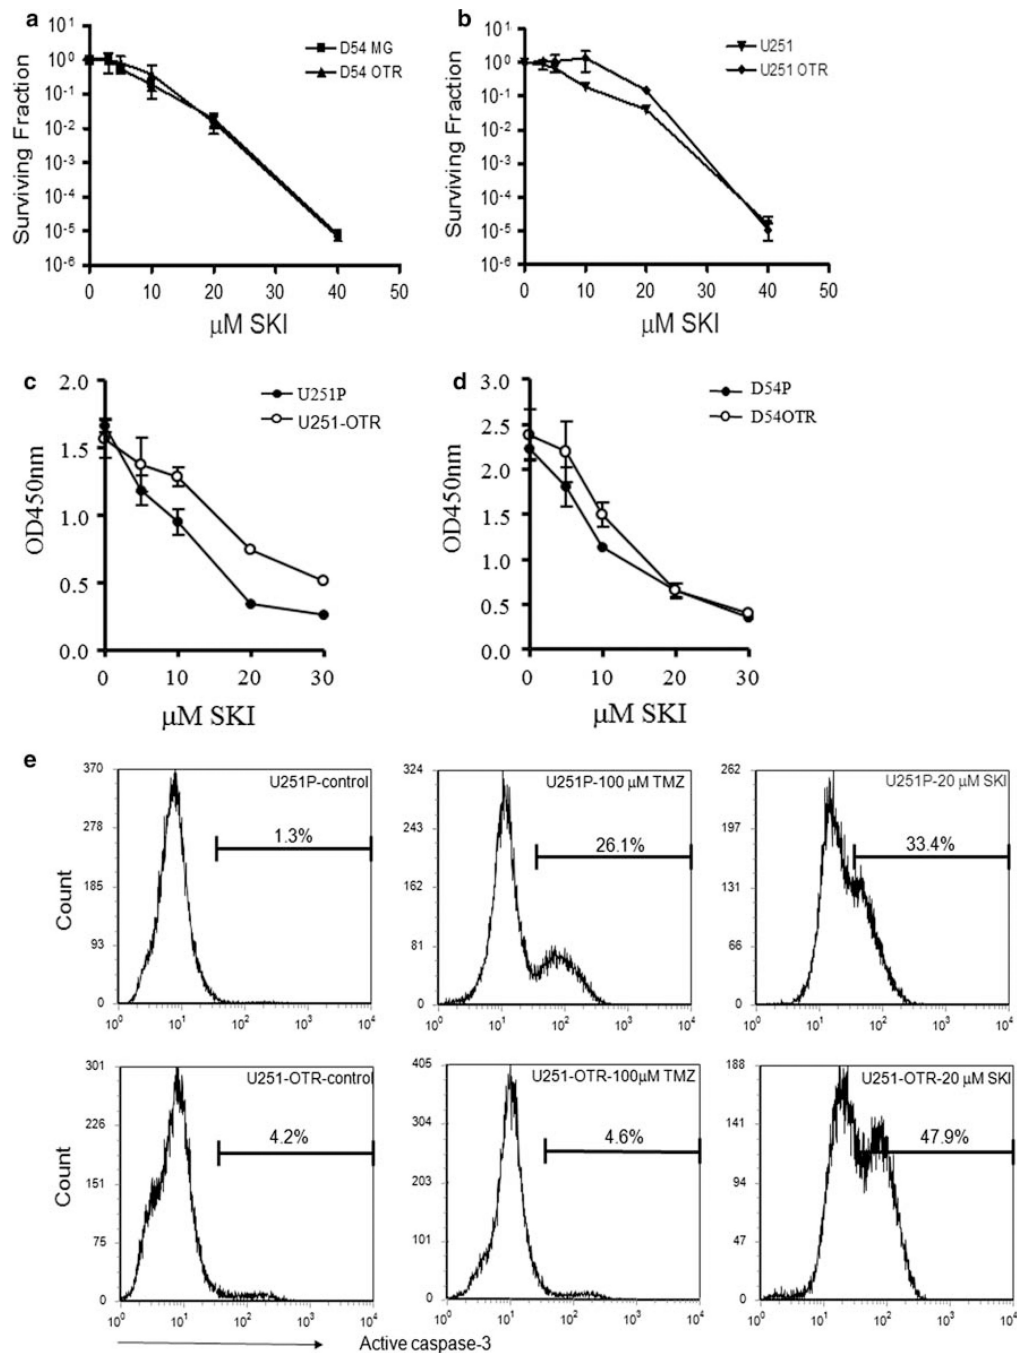 a
10¹
10⁰
10⁻¹
10⁻²
10⁻³
10⁻⁴
10⁻⁵
10⁻⁶
Surviving Fraction
D54 MG
D54 OTR
0 10 20 30 40 50
μM SKI
b
10¹
10⁰
10⁻¹
10⁻²
10⁻³
10⁻⁴
10⁻⁵
10⁻⁶
Surviving Fraction
U251
U251 OTR
0 10 20 30 40 50
μM SKI
c
2.0
1.5
1.0
0.5
0.0
OD450nm
U251P
U251-OTR
0 10 20 30
μM SKI
d
3.0
2.5
2.0
1.5
1.0
0.5
0.0
OD450nm
D54P
D54OTR
0 10 20 30
μM SKI
e
370
278
185
93
0
Count
U251P-control
1.3%
10⁰ 10¹ 10² 10³ 10⁴
324
243
162
81
0
U251P-100 μM TMZ
26.1%
10⁰ 10¹ 10² 10³ 10⁴
262
197
131
66
0
U251P-20 μM SKI
33.4%
10⁰ 10¹ 10² 10³ 10⁴
301
226
151
75
0
Count
U251-OTR-control
4.2%
10⁰ 10¹ 10² 10³ 10⁴
405
304
203
101
0
U251-OTR-100μM TMZ
4.6%
10⁰ 10¹ 10² 10³ 10⁴
188
141
94
47
0
U251-OTR-20 μM SKI
47.9%
10⁰ 10¹ 10² 10³ 10⁴
Active caspase-3